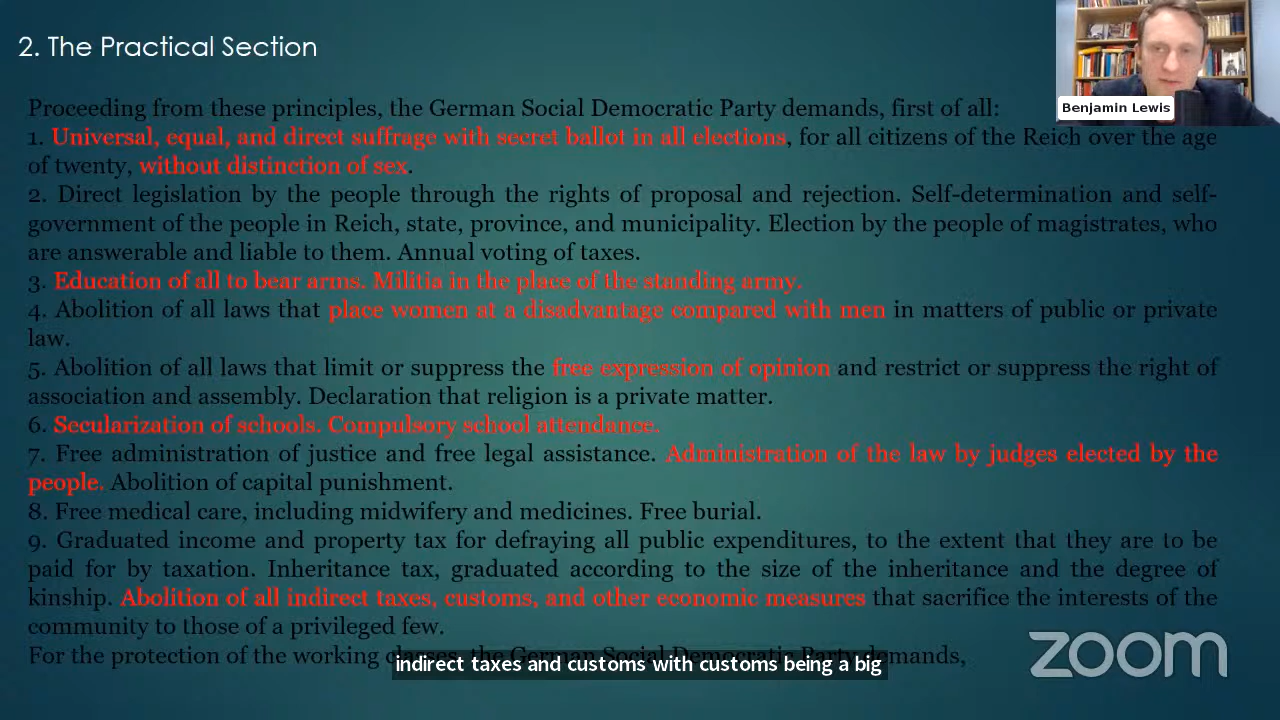 2. The Practical Section
Benjamin Lewis
Proceeding from these principles, the German Social Democratic Party demands, first of all:
1. Universal, equal, and direct suffrage with secret ballot in all elections, for all citizens of the Reich over the age
of twenty, without distinction of sex.
2. Direct legislation by the people through the rights of proposal and rejection. Self-determination and self-
government of the people in Reich, state, province, and municipality. Election by the people of magistrates, who
are answerable and liable to them. Annual voting of taxes.
3. Education of all to bear arms. Militia in the place of the standing army.
4. Abolition of all laws that place women at a disadvantage compared with men in matters of public or private
law.
5. Abolition of all laws that limit or suppress the free expression of opinion and restrict or suppress the right of
association and assembly. Declaration that religion is a private matter.
6. Secularization of schools. Compulsory school attendance.
7. Free administration of justice and free legal assistance. Administration of the law by judges elected by the
people. Abolition of capital punishment.
8. Free medical care, including midwifery and medicines. Free burial.
9. Graduated income and property tax for defraying all public expenditures, to the extent that they are to be
paid for by taxation. Inheritance tax, graduated according to the size of the inheritance and the degree of
kinship. Abolition of all indirect taxes, customs, and other economic measures that sacrifice the interests of the
community to those of a privileged few.
For the protection of the working classes, the German Social Democratic Party demands,
indirect taxes and customs with customs being a big
zoom